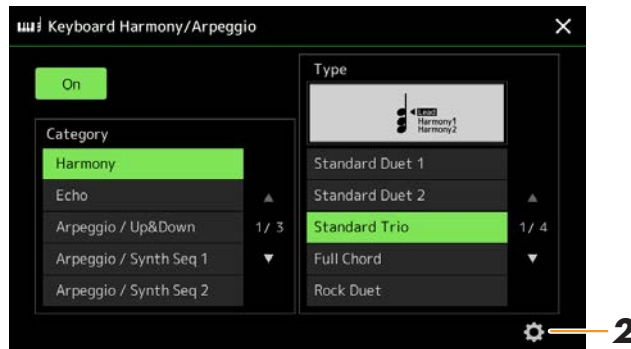 Keyboard Harmony/Arpeggio
On
Category
Harmony
Echo
Arpeggio / Up&Down
Arpeggio / Synth Seq 1
Arpeggio / Synth Seq 2
1/ 3
Type
Lead
Harmony1
Harmony2
Standard Duet 1
Standard Duet 2
Standard Trio
Full Chord
Rock Duet
1/ 4
2